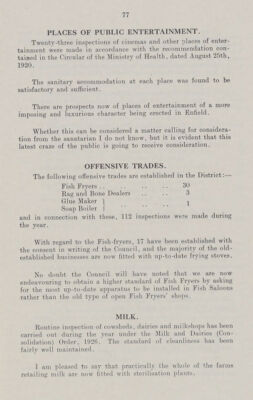 77
PLACES OF PUBLIC ENTERTAINMENT.
Twenty-three inspections of cinemas and other places of enter-
tainment were made in accordance with the recommendation con-
tained in the Circular of the Ministry of Health, dated August 25th,
1920.
The sanitary accommodation at each place was found to be
satisfactory and sufficient.
There are prospects now of places of entertainment of a more
imposing and luxurious character being erected in Enfield.
Whether this can be considered a matter calling for considera-
tion from the sanitarian I do not know, but it is evident that this
latest craze of the public is going to receive consideration.
OFFENSIVE TRADES.
The following offensive trades are established in the District:—
Fish Fryers .. .. .. 30
Rag and Bone Dealers .. .. 3
Glue Maker }
Soap Boiler } .. .. 1
and in connection with these, 112 inspections were made during
the year.
With regard to the Fish-fryers, 17 have been established with
the consent in writing of the Council, and the majority of the old-
established businesses are now fitted with up-to-date frying stoves.
No doubt the Council will have noted that we are now
endeavouring to obtain a higher standard of Fish Fryers by asking
for the most up-to-date apparatus to be installed in Fish Saloons
rather than the old type of open Fish Fryers' shops.
MILK.
Routine inspection of cowsheds, dairies and milkshops has been
carried out during the year under the Milk and Dairies (Con-
solidation) Order, 1926. The standard of cleanliness has been
fairly well maintained.
I am pleased to say that practically the whole of the farms
retailing milk are now fitted with sterilisation plants.